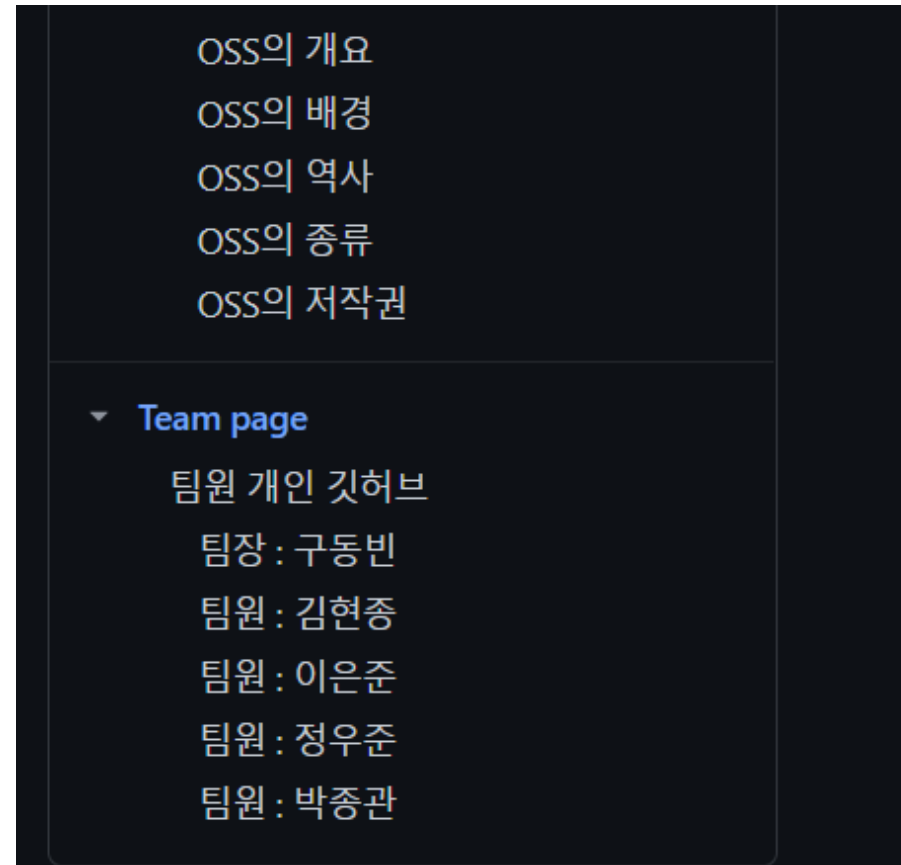 OSS의 개요
OSS의 배경
OSS의 역사
OSS의 종류
OSS의 저작권
Team page
팀원 개인 깃허브
팀장 : 구동빈
팀원 : 김현종
팀원 : 이은준
팀원 : 정우준
팀원 : 박종관